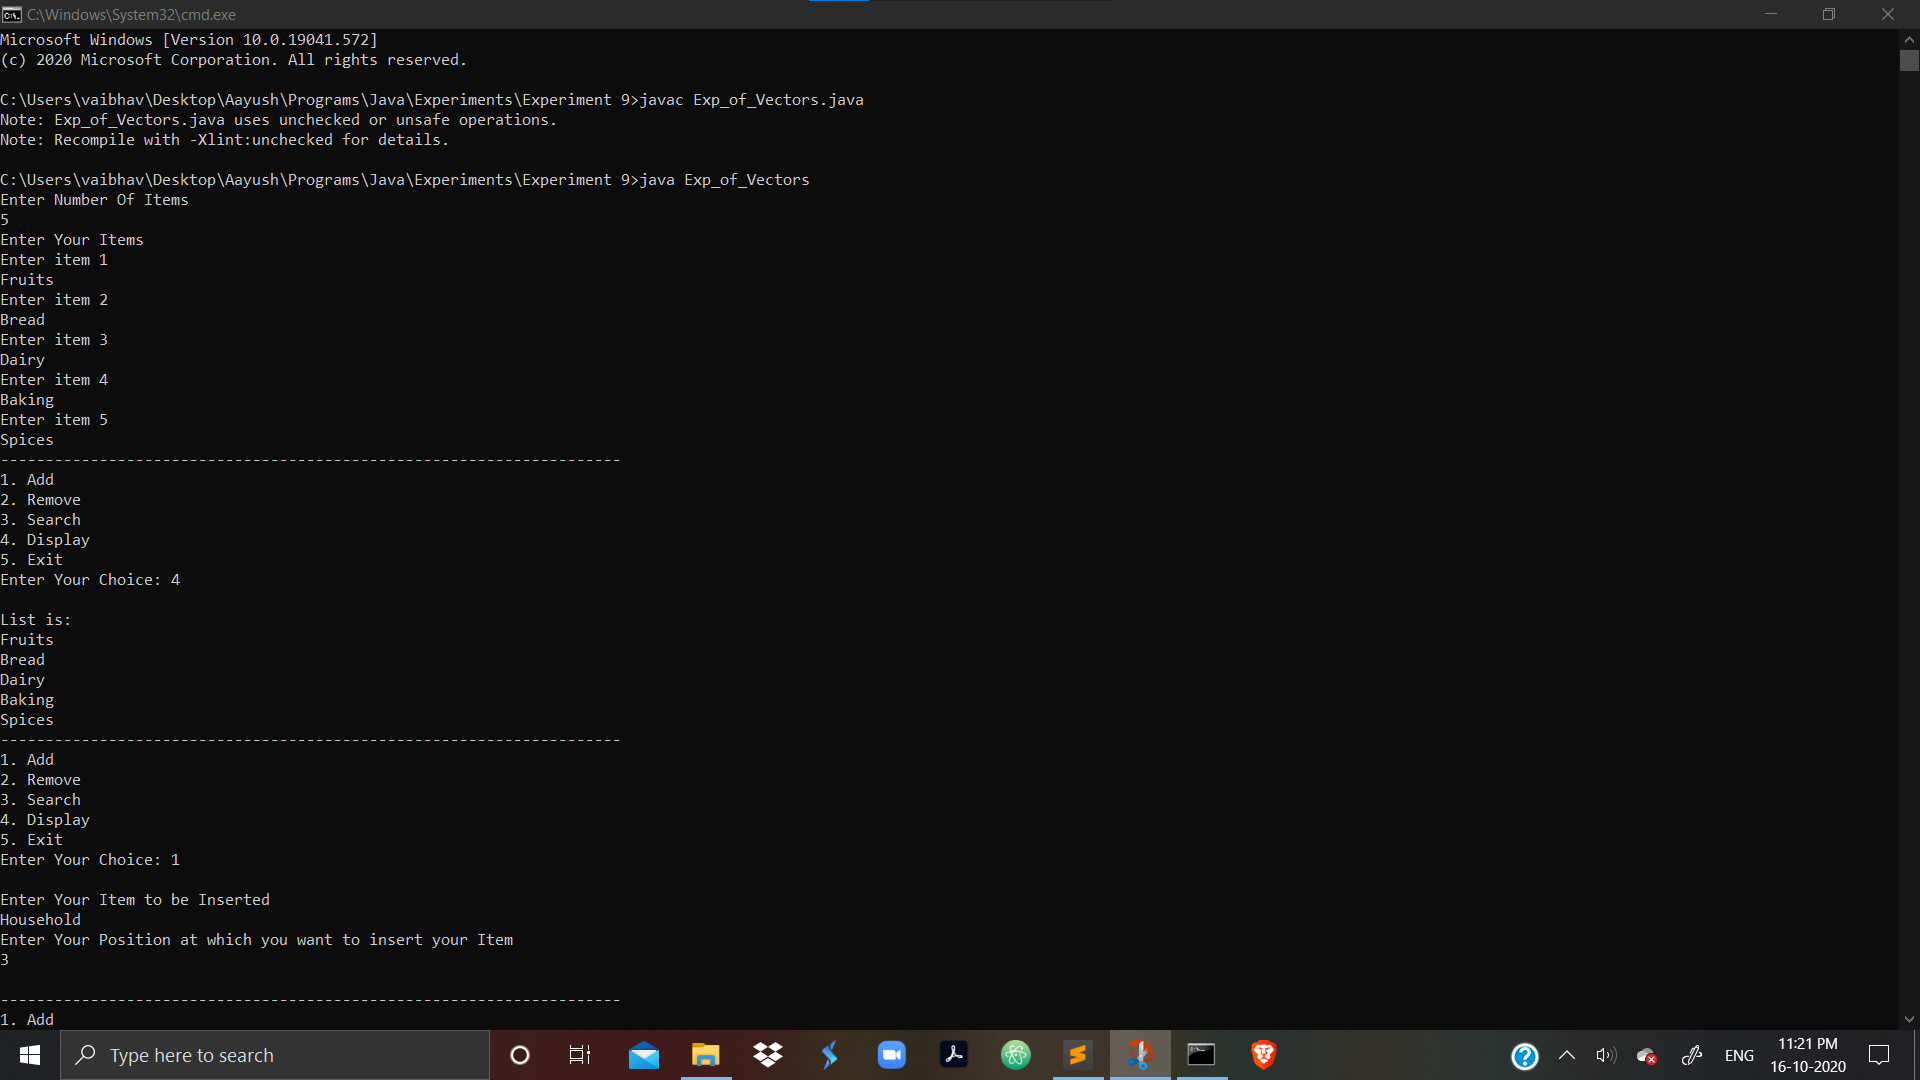 C:\Windows\System32\cmd.exe
Microsoft Windows [Version 10.0.19041.572]
(c) 2020 Microsoft Corporation. All rights reserved.
C:\Users\vaibhav\Desktop\Aayush\Programs\Java\Experiments\Experiment 9>javac Exp_of_Vectors.java
Note: Exp_of_Vectors.java uses unchecked or unsafe operations.
Note: Recompile with -Xlint:unchecked for details.
C:\Users\vaibhav\Desktop\Aayush\Programs\Java\Experiments\Experiment 9>java Exp_of_Vectors
Enter Number Of Items
5
Enter Your Items
Enter item 1
Fruits
Enter item 2
Bread
Enter item 3
Dairy
Enter item 4
Baking
Enter item 5
Spices
---------------------------------------------------------------------
1. Add
2. Remove
3. Search
4. Display
5. Exit
Enter Your Choice: 4
List is:
Fruits
Bread
Dairy
Baking
Spices
---------------------------------------------------------------------
1. Add
2. Remove
3. Search
4. Display
5. Exit
Enter Your Choice: 1
Enter Your Item to be Inserted
Household
Enter Your Position at which you want to insert your Item
3
---------------------------------------------------------------------
1. Add
Type here to search
ENG
11:21 PM
16-10-2020